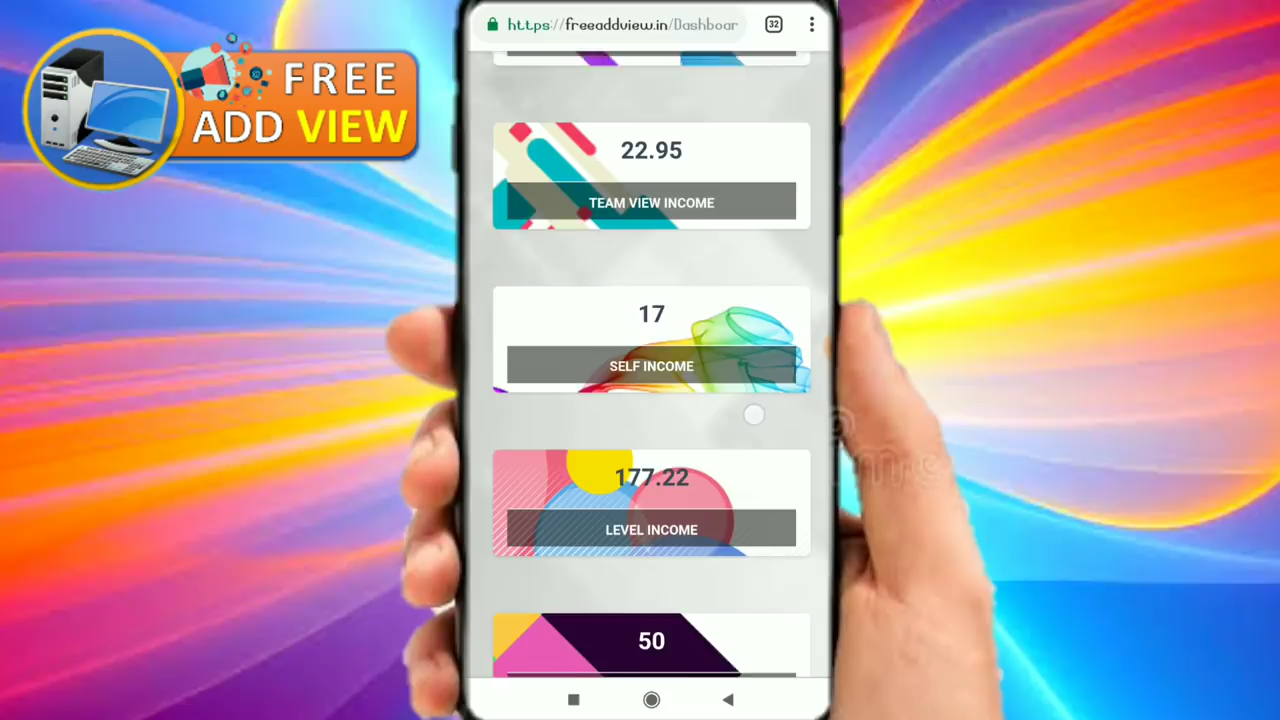 FREE
ADD VIEW
https://freeaddview.in/Dashboar
32
22.95
TEAM VIEW INCOME
17
SELF INCOME
177.22
LEVEL INCOME
50